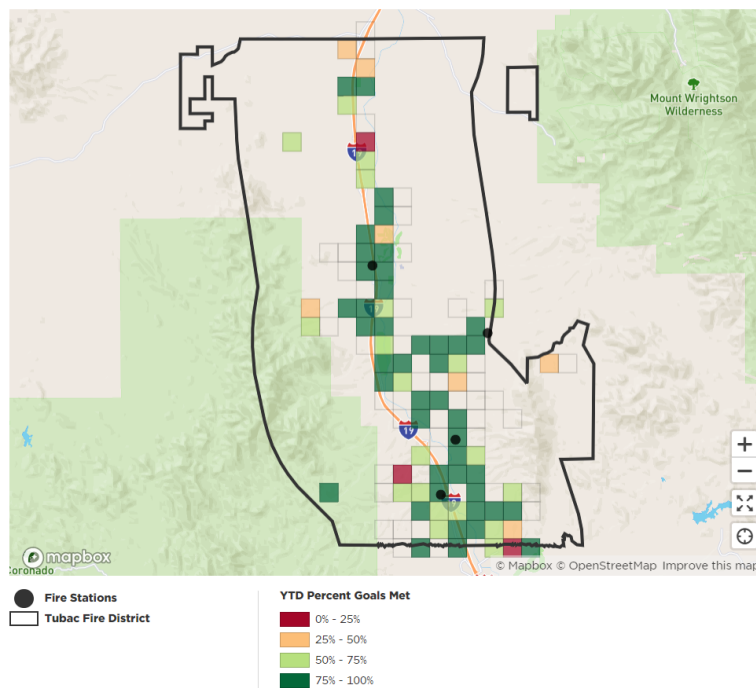 Mount Wrightson
Wilderness
19
mapbox
Coronado
© Mapbox © OpenStreetMap Improve this map
Fire Stations
Tubac Fire District
YTD Percent Goals Met
0% - 25%
25% - 50%
50% - 75%
75% - 100%